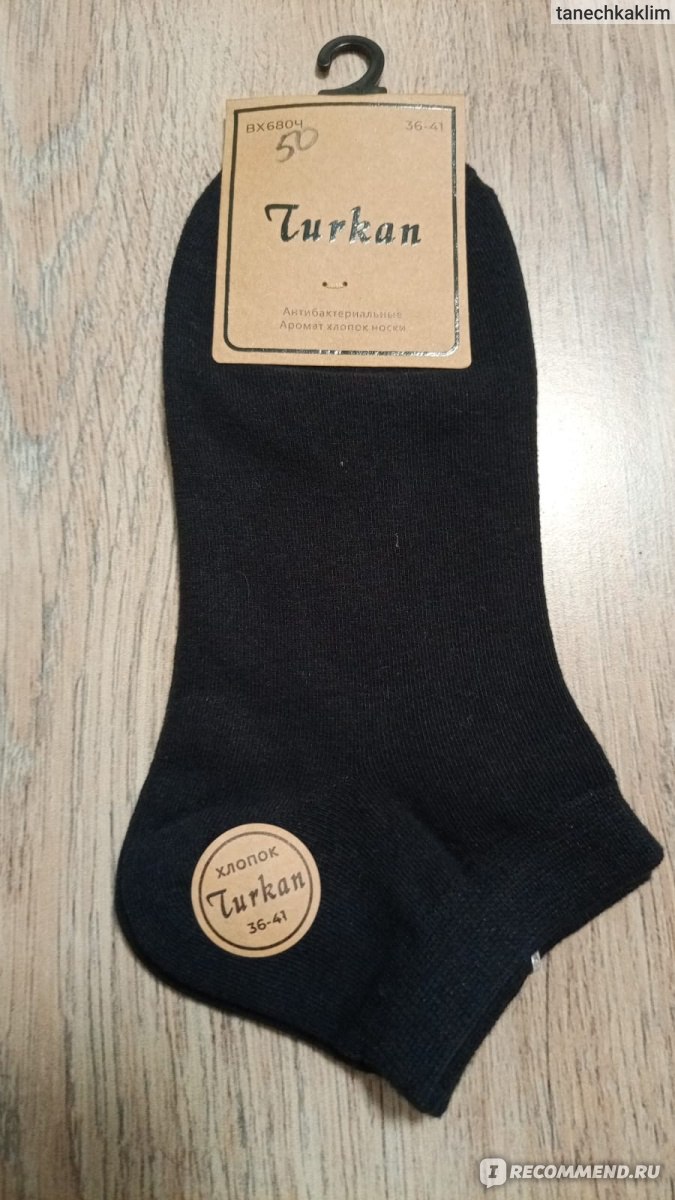 tanechkaklim
BX6804 36-41
50
Turkan
Антибактериальные
Аромат хлопок носки
ХЛОПОК
Turkan
36-41
I RECOMMEND.RU